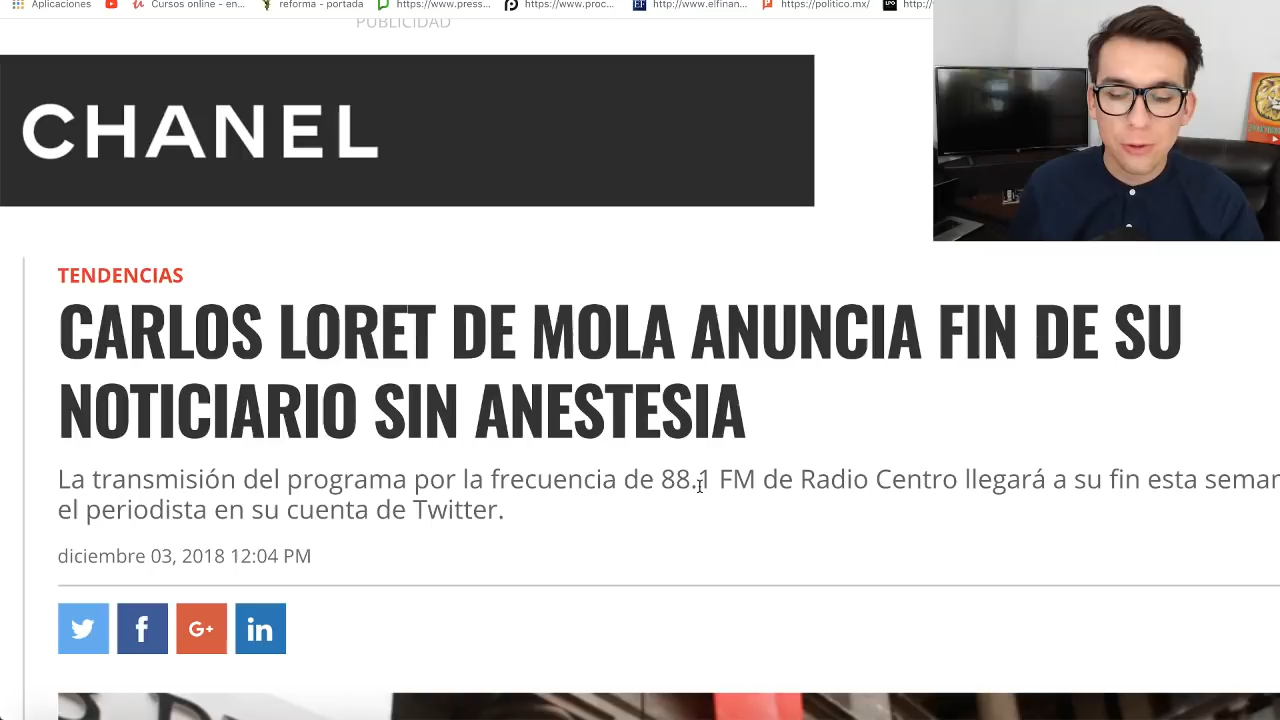 Aplicaciones
Cursos online - en...
reforma - portada
https://www.press...
https://www.proc...
EF
http://www.elfinan...
https://politico.mx/
LPO
PUBLICIDAD
CHANEL
TENDENCIAS
CARLOS LORET DE MOLA ANUNCIA FIN DE SU
NOTICIARIO SIN ANESTESIA
La transmisión del programa por la frecuencia de 88.1 FM de Radio Centro llegará a su fin esta
el periodista en su cuenta de Twitter.
diciembre 03, 2018 12:04 PM
f
G+
in